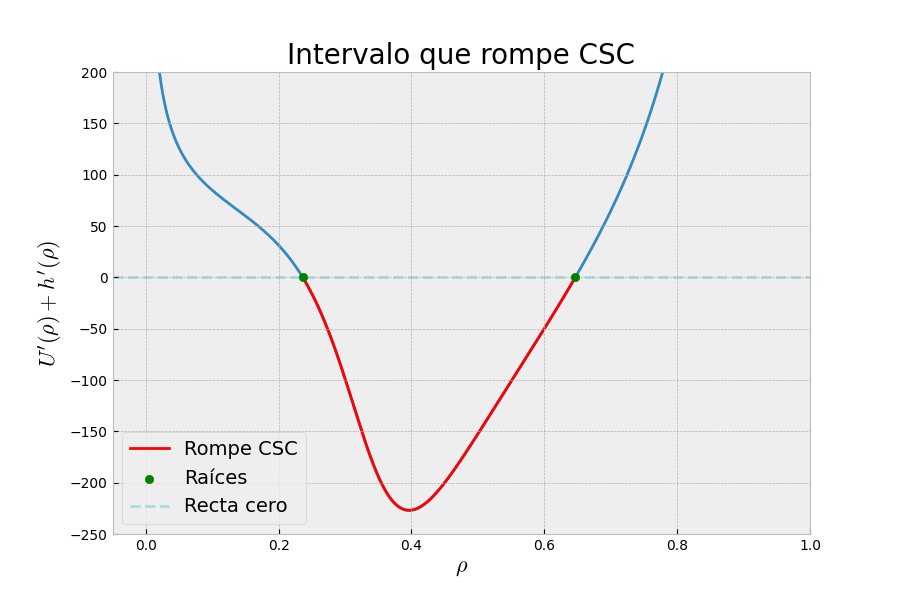 Intervalo que rompe CSC
200
150
100
50
0
−50
−100
−150
−200
−250
U′(ρ) + h′(ρ)
Rompe CSC
Raíces
Recta cero
0.0 0.2 0.4 0.6 0.8 1.0
ρ